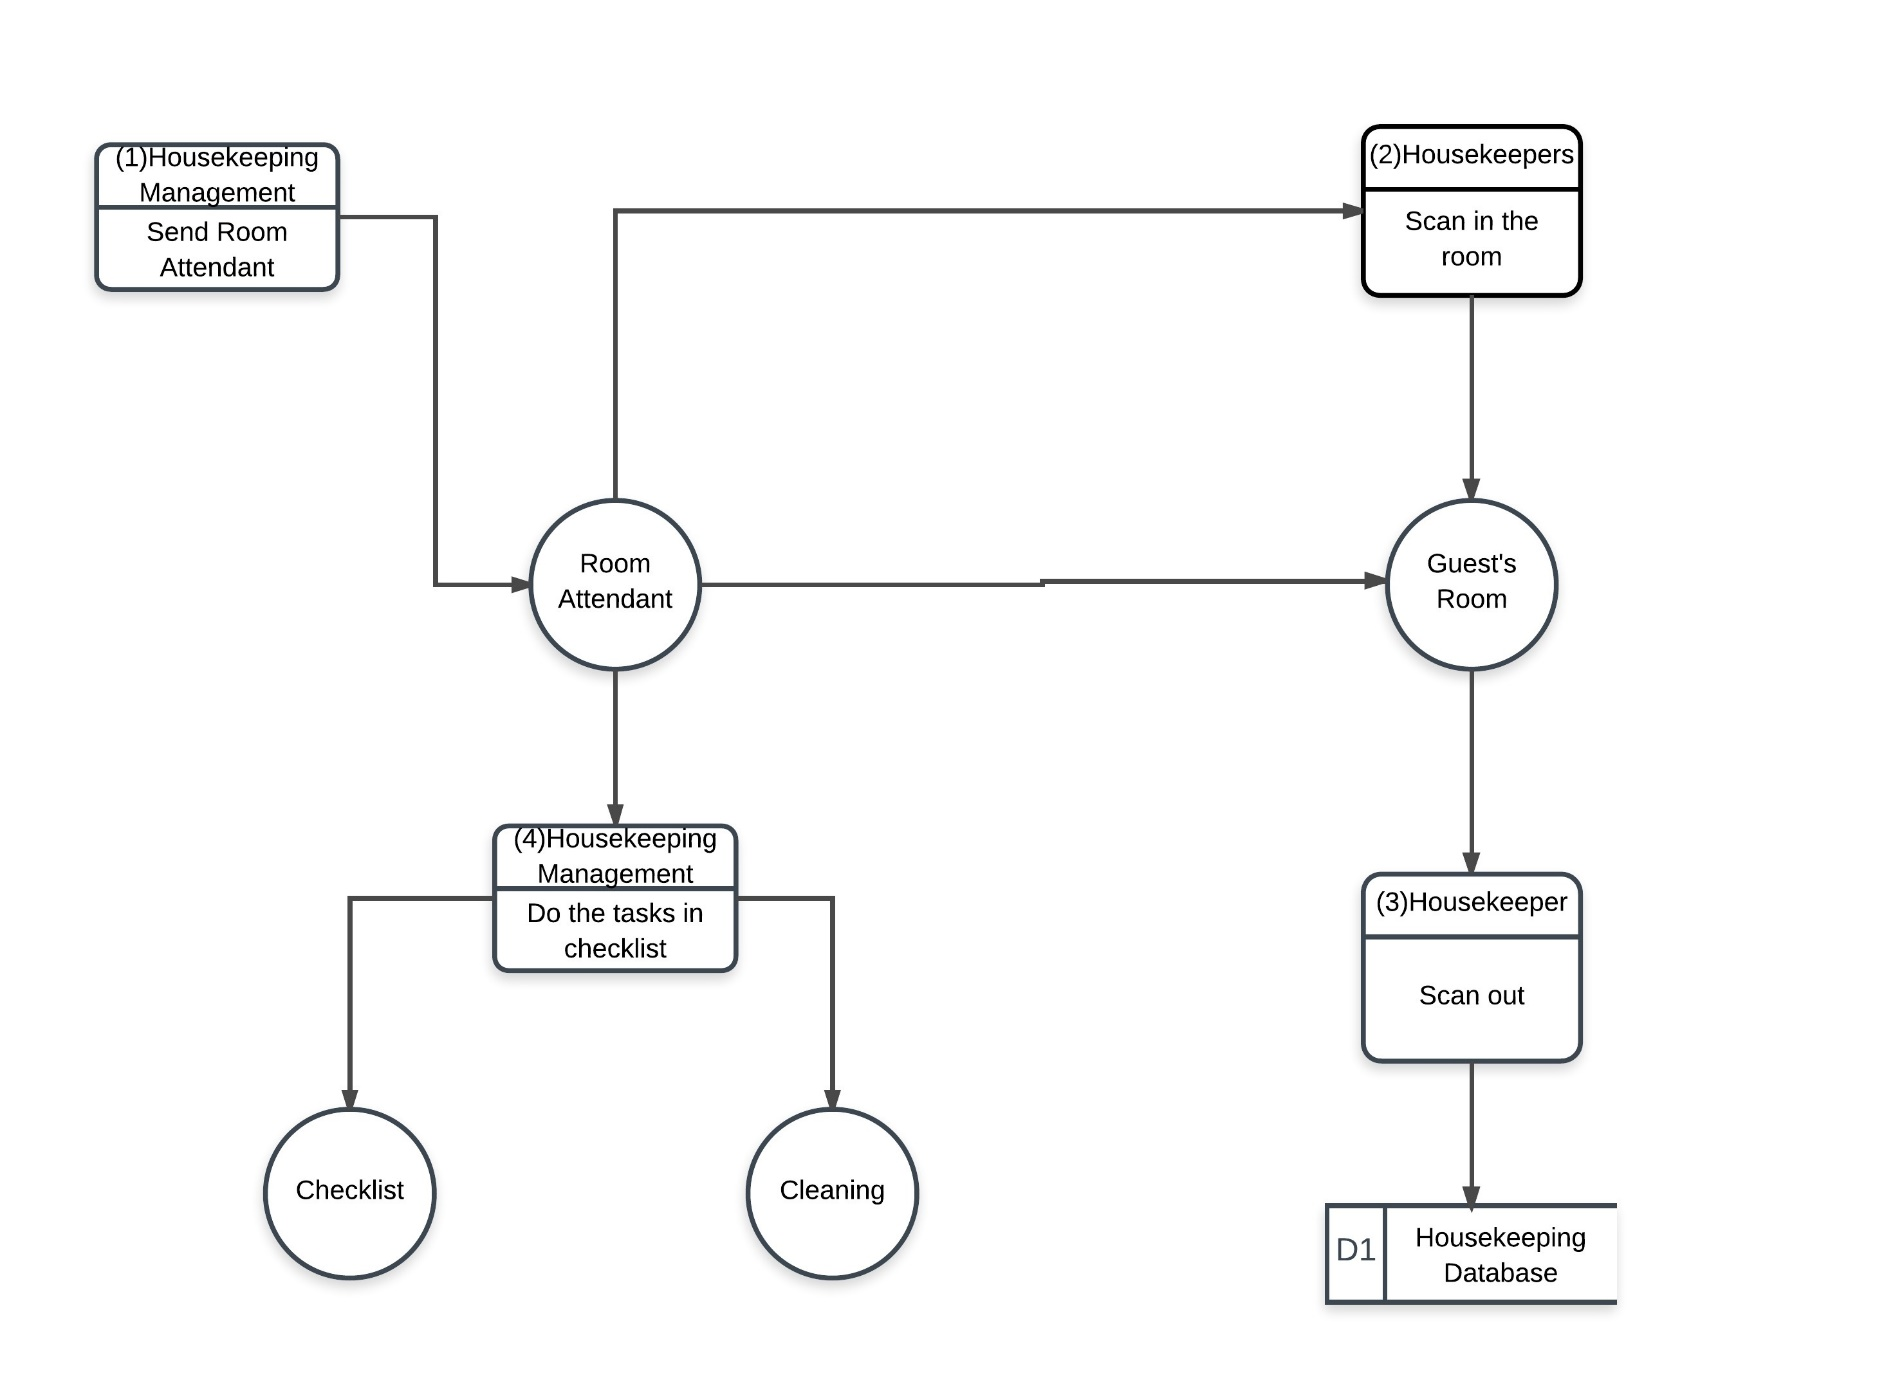 (1)Housekeeping
Management
Send Room
Attendant
(2)Housekeepers
Scan in the
room
Room
Attendant
Guest's
Room
(4)Housekeeping
Management
Do the tasks in
checklist
(3)Housekeeper
Scan out
Checklist
Cleaning
D1
Housekeeping
Database